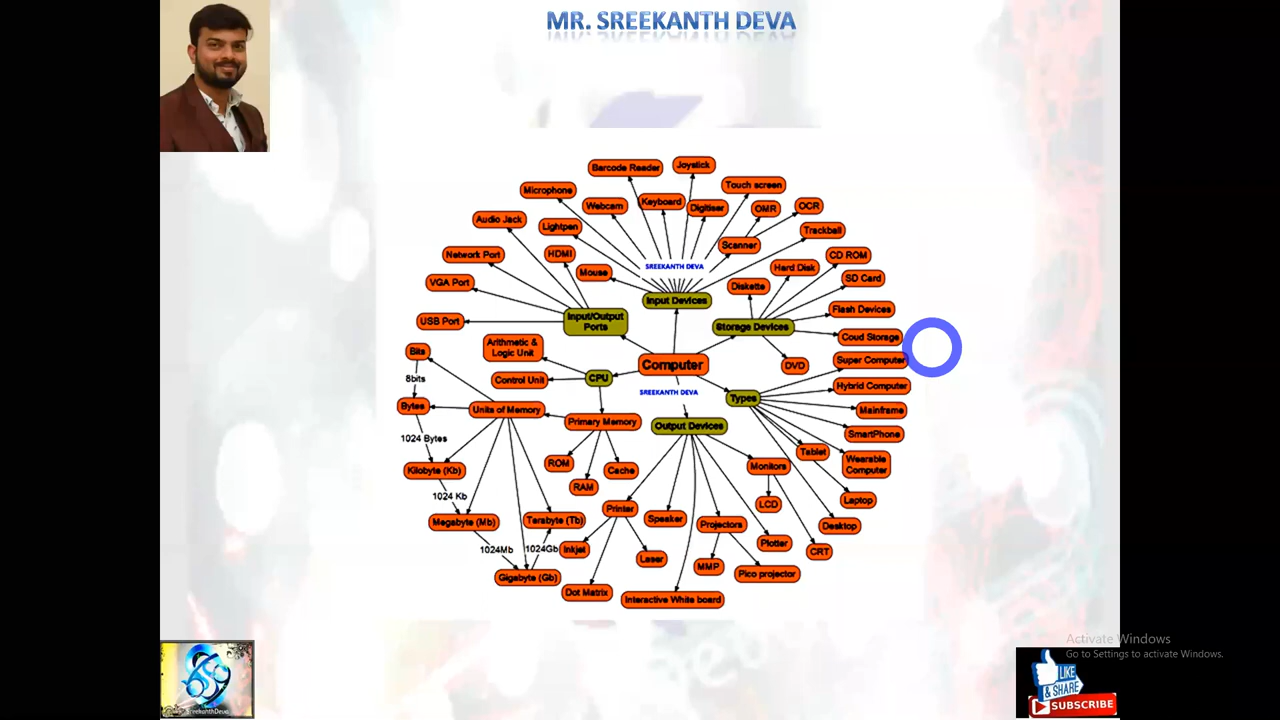 MR. SREEKANTH DEVA
Barcode Reader
Joystick
Microphone
Touch screen
Webcam
Keyboard
Digitiser
OMR
OCR
Audio Jack
Lightpen
Scanner
Trackball
Network Port
HDMI
Mouse
SREEKANTH DEVA
Hard Disk
CD ROM
VGA Port
Diskette
SD Card
Input Devices
Flash Devices
USB Port
Input/Output
Ports
Storage Devices
Coud Storage
Arithmetic &
Logic Unit
Bits
Computer
DVD
Super Computer
8bits
Control Unit
CPU
SREEKANTH DEVA
Types
Hybrid Computer
Bytes
Units of Memory
Primary Memory
Output Devices
Mainframe
1024 Bytes
SmartPhone
Tablet
Wearable
Computer
Kilobyte (Kb)
ROM
Cache
Monitors
RAM
1024 Kb
LCD
Laptop
Megabyte (Mb)
Terabyte (Tb)
Printer
Speaker
Projectors
Desktop
1024Mb
1024Gb
Inkjet
Laser
Plotter
CRT
Gigabyte (Gb)
MMP
Pico projector
Dot Matrix
Interactive White board
Activate Windows
Go to Settings to activate Windows.
LIKE
& SHARE
SUBSCRIBE